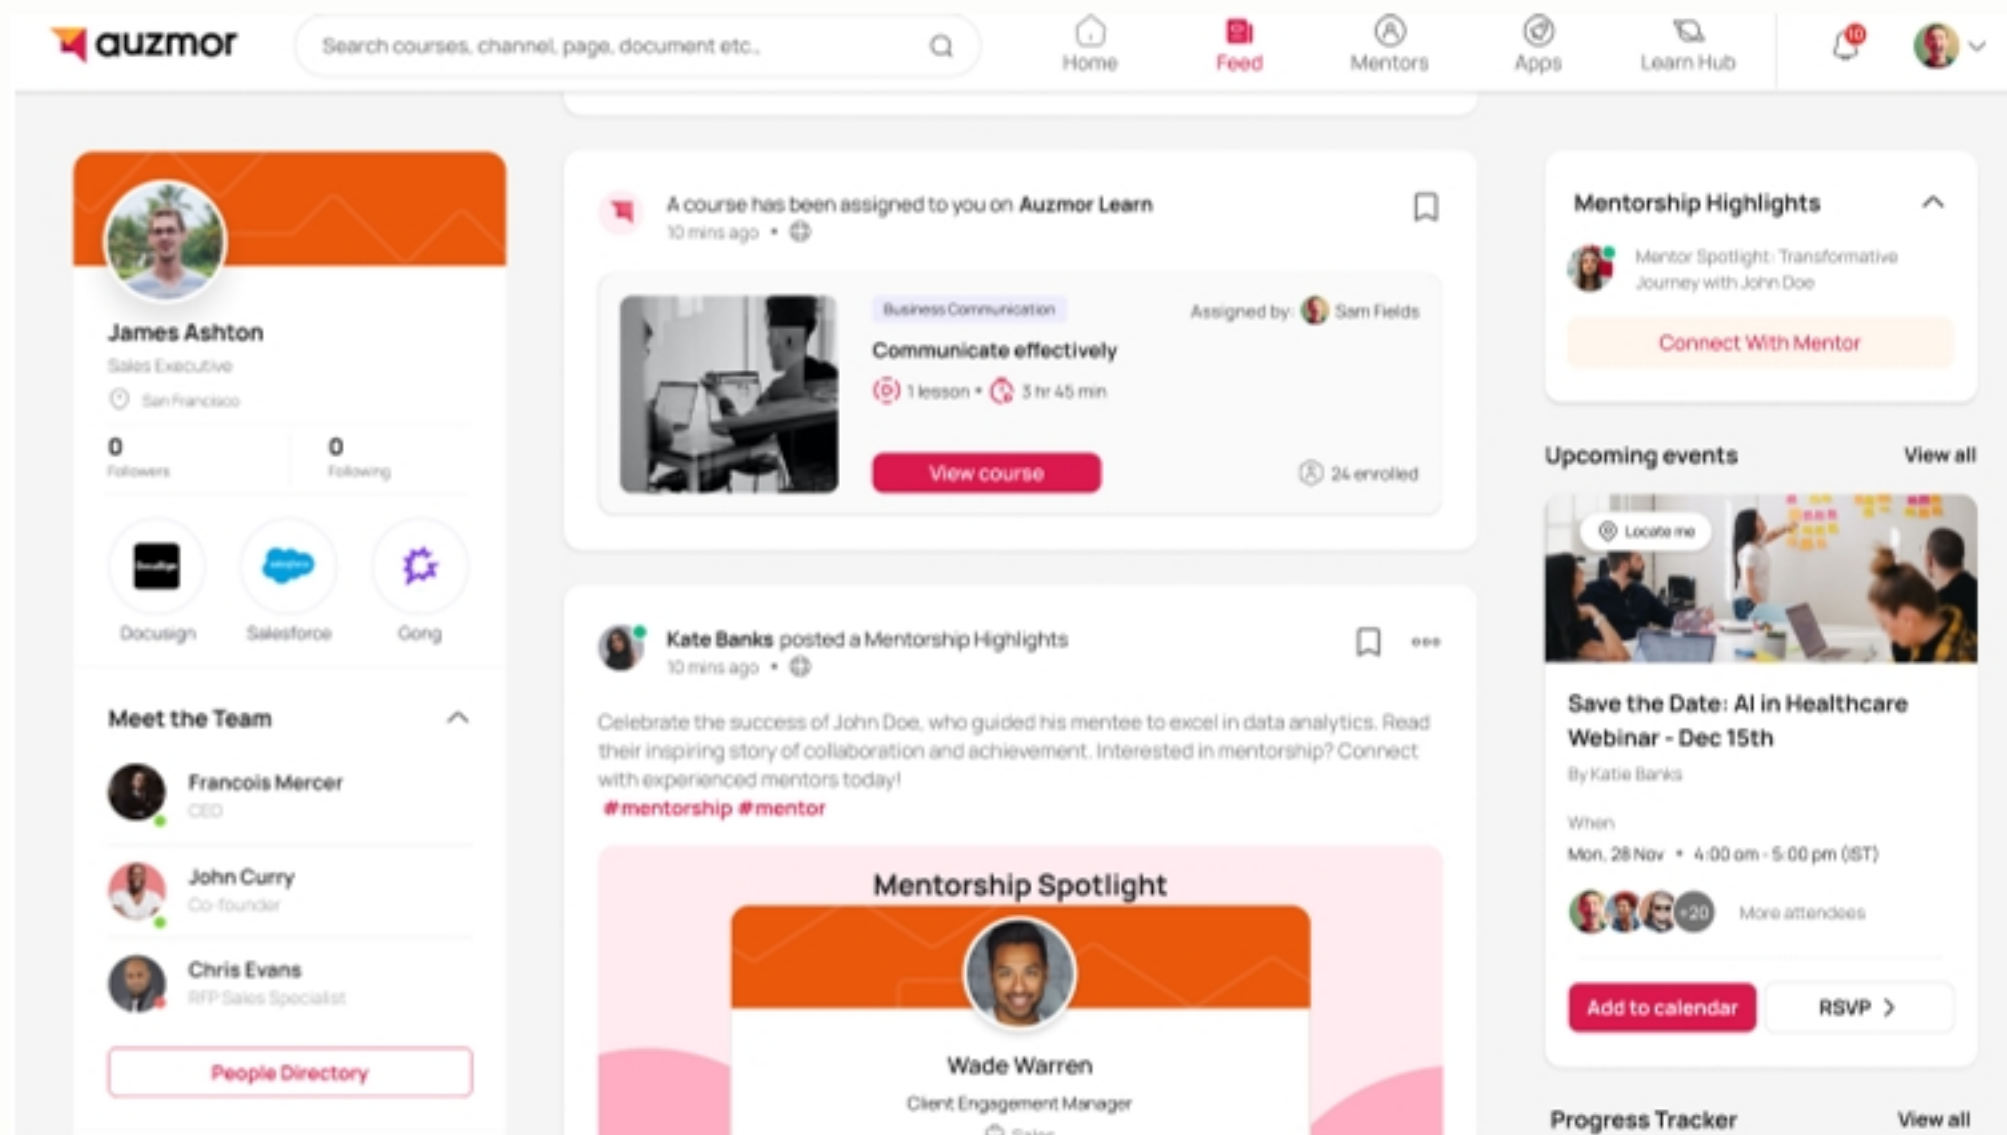 auzmor
Search courses, channel, page, document etc.,
Home
Feed
Mentors
Apps
Learn Hub
10
James Ashton
Sales Executive
San Francisco
0
Followers
0
Following
DocuSign
salesforce
Docusign
Salesforce
Gong
Meet the Team
Francois Mercer
CEO
John Curry
Co-founder
Chris Evans
RFP Sales Specialist
People Directory
A course has been assigned to you on Auzmor Learn
10 mins ago •
Business Communication
Assigned by: Sam Fields
Communicate effectively
1 lesson • 3 hr 45 min
View course
24 enrolled
Kate Banks posted a Mentorship Highlights
10 mins ago •
Celebrate the success of John Doe, who guided his mentee to excel in data analytics. Read
their inspiring story of collaboration and achievement. Interested in mentorship? Connect
with experienced mentors today!
#mentorship #mentor
Mentorship Spotlight
Wade Warren
Client Engagement Manager
Sales
Mentorship Highlights
Mentor Spotlight: Transformative
Journey with John Doe
Connect With Mentor
Upcoming events
View all
Locate me
Save the Date: AI in Healthcare
Webinar - Dec 15th
By Katie Banks
When
Mon, 28 Nov • 4:00 am - 5:00 pm (IST)
+20
More attendees
Add to calendar
RSVP
Progress Tracker
View all